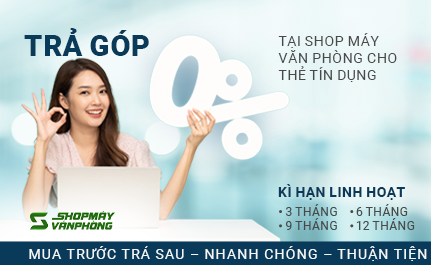 TRẢ GÓP
0%
TẠI SHOP MÁY
VĂN PHÒNG CHO
THẺ TÍN DỤNG
SHOPMÁY
VANPHONG
KÌ HẠN LINH HOẠT
• 3 THÁNG • 6 THÁNG
• 9 THÁNG • 12 THÁNG
MUA TRƯỚC TRẢ SAU – NHANH CHÓNG – THUẬN TIỆN